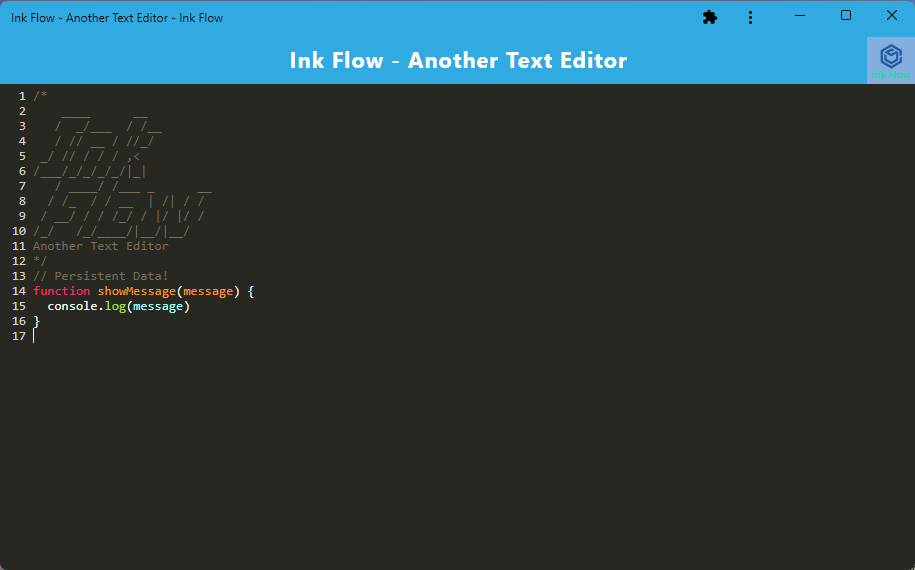 Ink Flow - Another Text Editor - Ink Flow
Ink Flow - Another Text Editor
Ink Flow
1 /*
2     ____      __
3    /  _/___  / /__
4    / // __ / //_/
5  _/ // / / / ,<
6 /___/_/_/_/_/|_|
7    / ____/ /___ _      __
8   / /_  / / __  | /| / /
9  / __/ / / /_/ / |/ |/ /
10 /_/   /_/____/|__/|__/
11 Another Text Editor
12 */
13 // Persistent Data!
14 function showMessage(message) {
15   console.log(message)
16 }
17